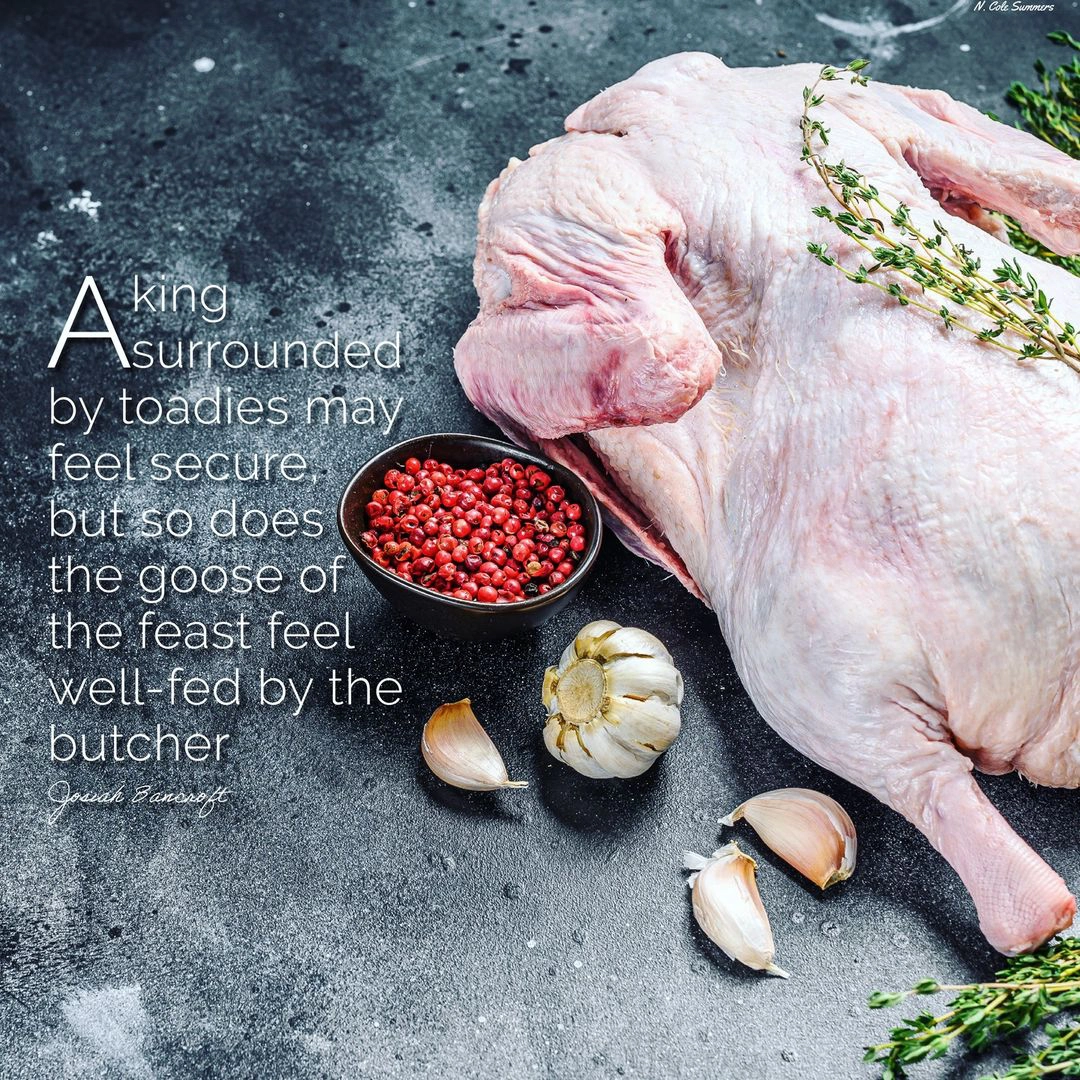 N. Cole Summers
A king
surrounded
by toadies may
feel secure,
but so does
the goose of
the feast feel
well-fed by the
butcher
Josiah Bancroft